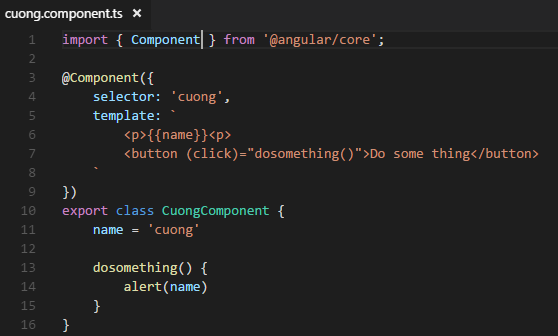 cuong.component.ts ×
1 import { Component } from '@angular/core';
2
3 @Component({
4     selector: 'cuong',
5     template: `
6         <p>{{name}}<p>
7         <button (click)="dosomething()">Do some thing</button>
8     `
9 })
10 export class CuongComponent {
11     name = 'cuong'
12
13     dosomething() {
14         alert(name)
15     }
16 }